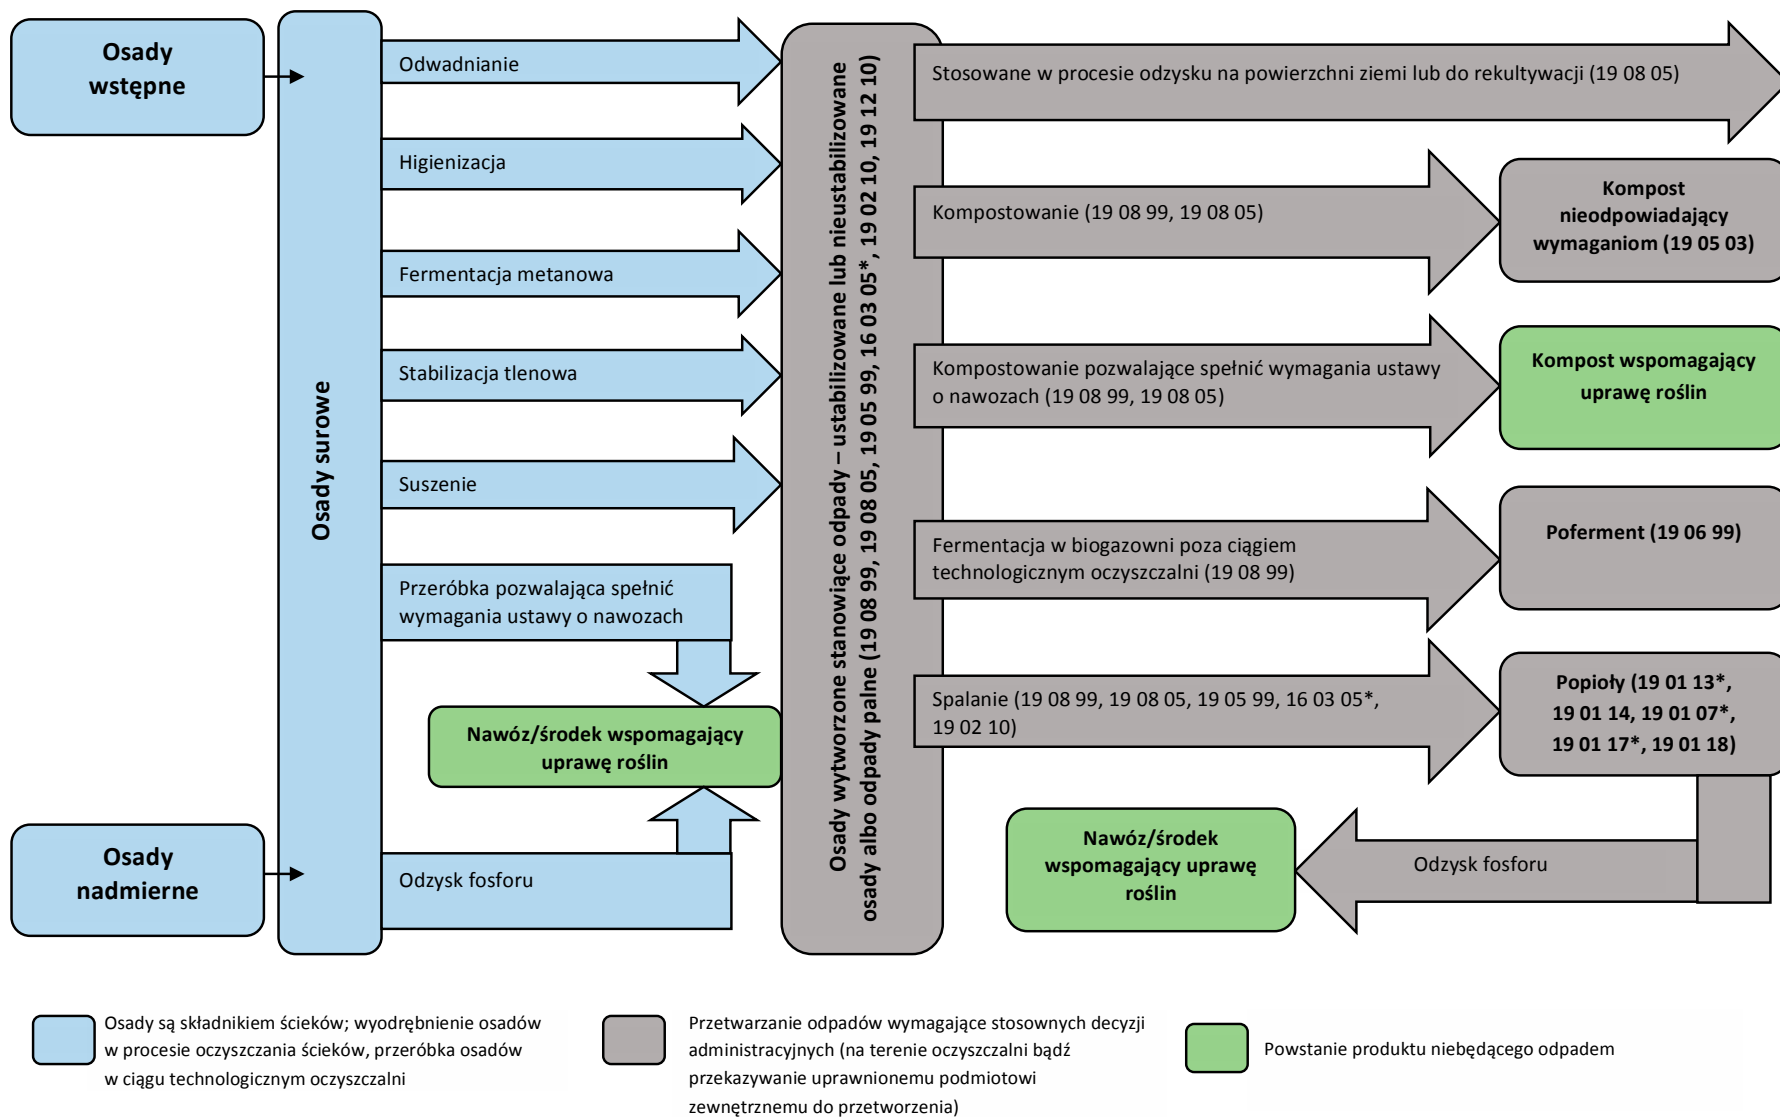 Osady
wstępne
Osady
nadmierne
Osady surowe
Odwadnianie
Higienizacja
Fermentacja metanowa
Stabilizacja tlenowa
Suszenie
Przeróbka pozwalająca spełnić
wymagania ustawy o nawozach
Nawóz/środek wspomagający
uprawę roślin
Odzysk fosforu
Osady wytworzone stanowiące odpady – ustabilizowane lub nieustabilizowane
osady albo odpady palne (19 08 99, 19 08 05, 19 05 99, 16 03 05*, 19 02 10, 19 12 10)
Stosowane w procesie odzysku na powierzchni ziemi lub do rekultywacji (19 08 05)
Kompostowanie (19 08 99, 19 08 05)
Kompost
nieodpowiadający
wymaganiom (19 05 03)
Kompostowanie pozwalające spełnić wymagania ustawy
o nawozach (19 08 99, 19 08 05)
Kompost wspomagający
uprawę roślin
Fermentacja w biogazowni poza ciągiem
technologicznym oczyszczalni (19 08 99)
Poferment (19 06 99)
Spalanie (19 08 99, 19 08 05, 19 05 99, 16 03 05*,
19 02 10)
Popioły (19 01 13*,
19 01 14, 19 01 07*,
19 01 17*, 19 01 18)
Odzysk fosforu
Nawóz/środek
wspomagający uprawę
roślin
Osady są składnikiem ścieków; wyodrębnienie osadów
w procesie oczyszczania ścieków, przeróbka osadów
w ciągu technologicznym oczyszczalni
Przetwarzanie odpadów wymagające stosownych decyzji
administracyjnych (na terenie oczyszczalni bądź
przekazywanie uprawnionemu podmiotowi
zewnętrznemu do przetworzenia)
Powstanie produktu niebędącego odpadem